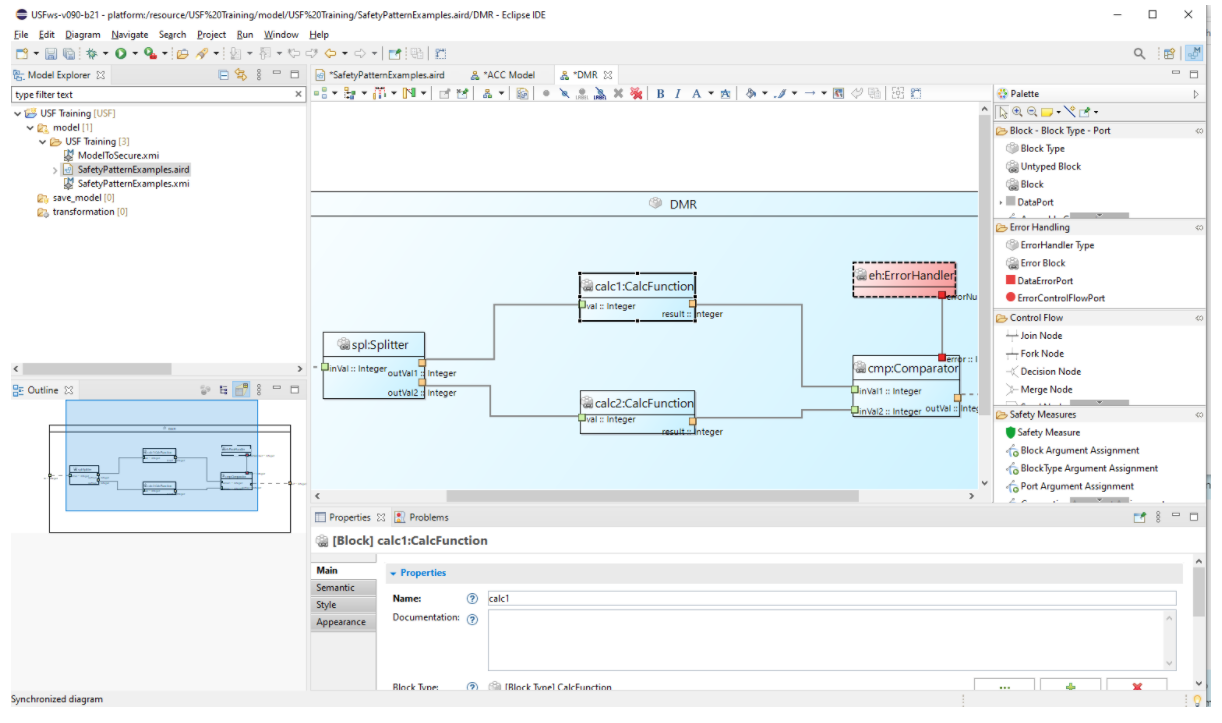 USFws-v090-b21 - platform:/resource/USF%20Training/model/USF%20Training/SafetyPatternExamples.aird/DMR - Eclipse IDE
File Edit Diagram Navigate Search Project Run Window Help
Model Explorer
type filter text
USF Training [USF]
model [1]
USF Training [3]
ModelToSecure.xmi
SafetyPatternExamples.aird
SafetyPatternExamples.xmi
save_model [0]
transformation [0]
Outline
*SafetyPatternExamples.aird *ACC Model *DMR
B I A
DMR
calc1:CalcFunction
val :: Integer
result :: Integer
eh:ErrorHandler
errorNu
spl:Splitter
inVal :: Integer
outVal1 :: Integer
outVal2 :: Integer
error :: I
cmp:Comparator
inVal1 :: Integer
inVal2 :: Integer
outVal :: Integ
calc2:CalcFunction
val :: Integer
result :: Integer
Palette
Block - Block Type - Port
Block Type
Untyped Block
Block
DataPort
Error Handling
ErrorHandler Type
Error Block
DataErrorPort
ErrorControlFlowPort
Control Flow
Join Node
Fork Node
Decision Node
Merge Node
Safety Measures
Safety Measure
Block Argument Assignment
BlockType Argument Assignment
Port Argument Assignment
Properties Problems
[Block] calc1:CalcFunction
Main
Semantic
Style
Appearance
Properties
Name: calc1
Documentation:
Block Type: [Block Type] CalcFunction
...
Synchronized diagram